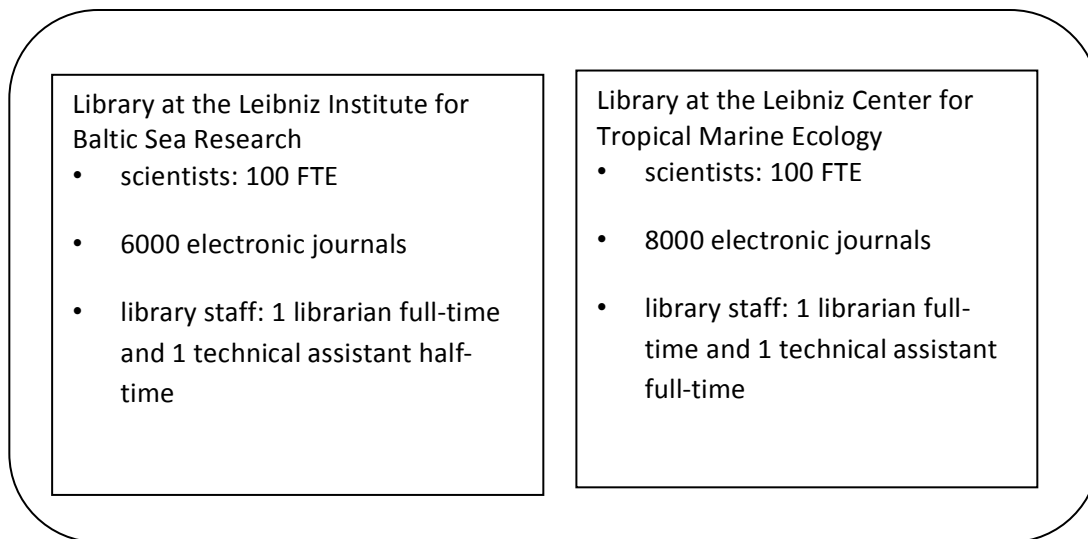 Library at the Leibniz Institute for
Baltic Sea Research
• scientists: 100 FTE
• 6000 electronic journals
• library staff: 1 librarian full-time
and 1 technical assistant half-
time
Library at the Leibniz Center for
Tropical Marine Ecology
• scientists: 100 FTE
• 8000 electronic journals
• library staff: 1 librarian full-
time and 1 technical assistant
full-time